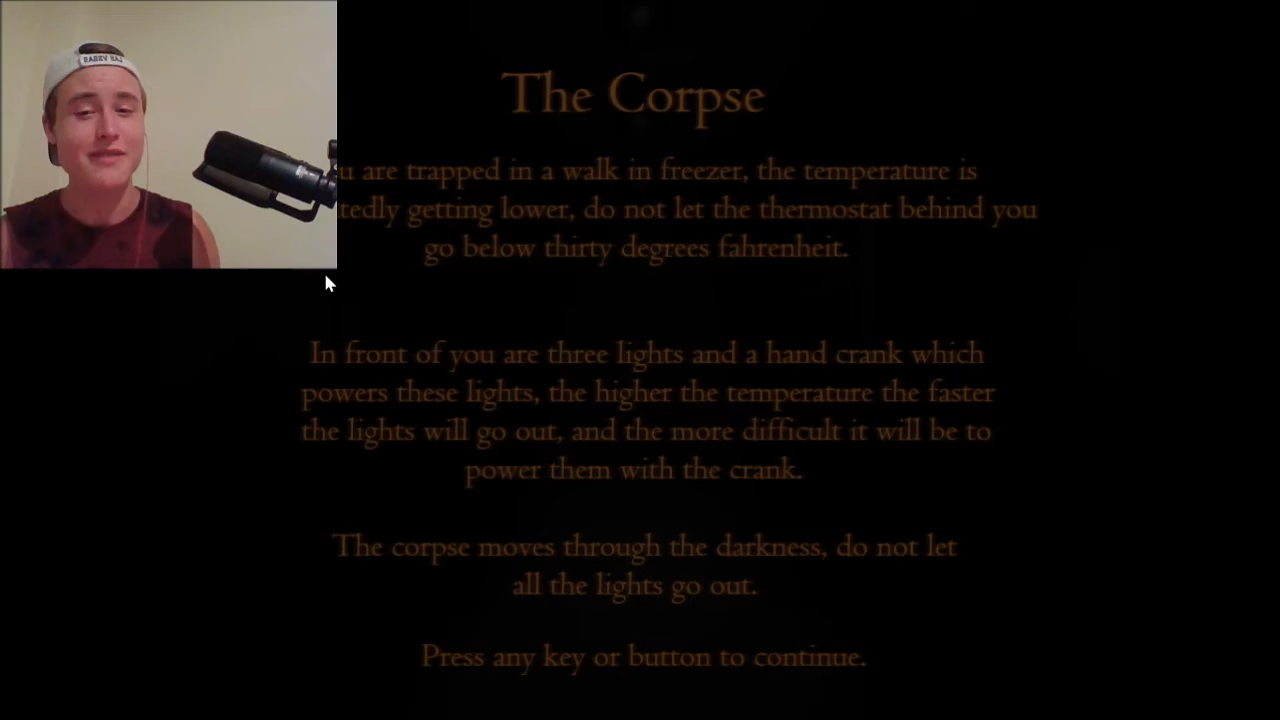 The Corpse
u are trapped in a walk in freezer, the temperature is
tedly getting lower, do not let the thermostat behind you
go below thirty degrees fahrenheit.
In front of you are three lights and a hand crank which
powers these lights, the higher the temperature the faster
the lights will go out, and the more difficult it will be to
power them with the crank.
The corpse moves through the darkness, do not let
all the lights go out.
Press any key or button to continue.